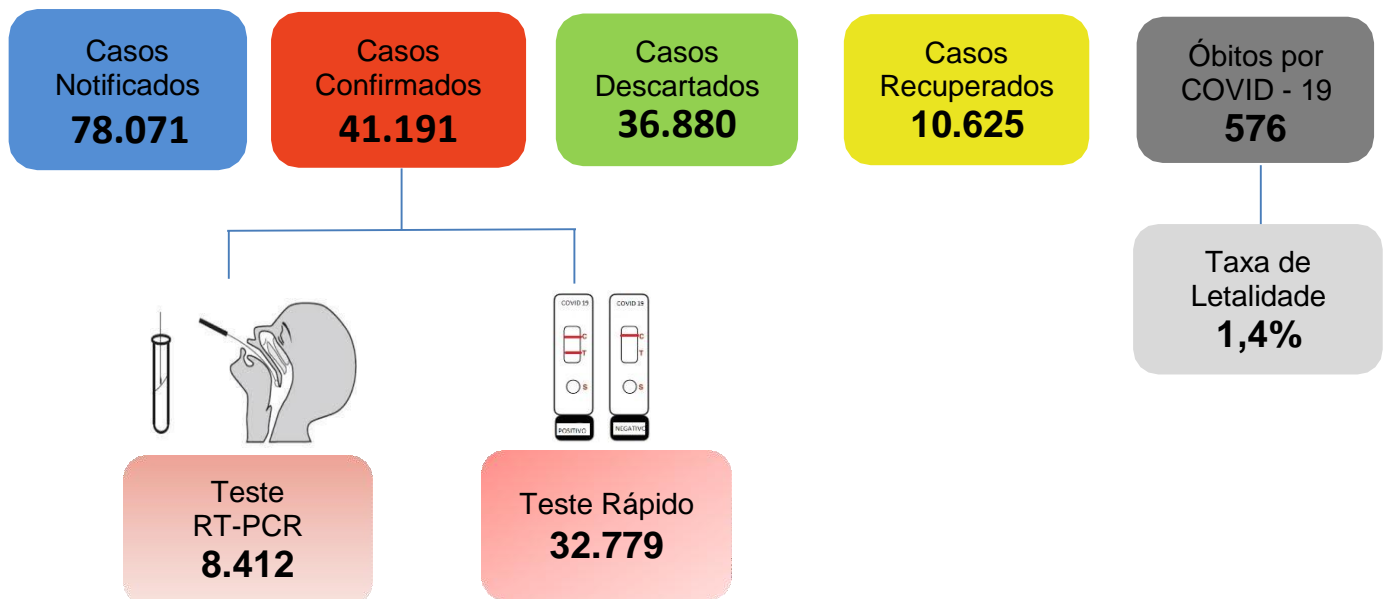 Casos
Notificados
78.071
Casos
Confirmados
41.191
Casos
Descartados
36.880
Casos
Recuperados
10.625
Óbitos por
COVID - 19
576
Taxa de
Letalidade
1,4%
COVID 19
C
T
S
POSITIVO
COVID 19
C
T
S
NEGATIVO
Teste
RT-PCR
8.412
Teste Rápido
32.779